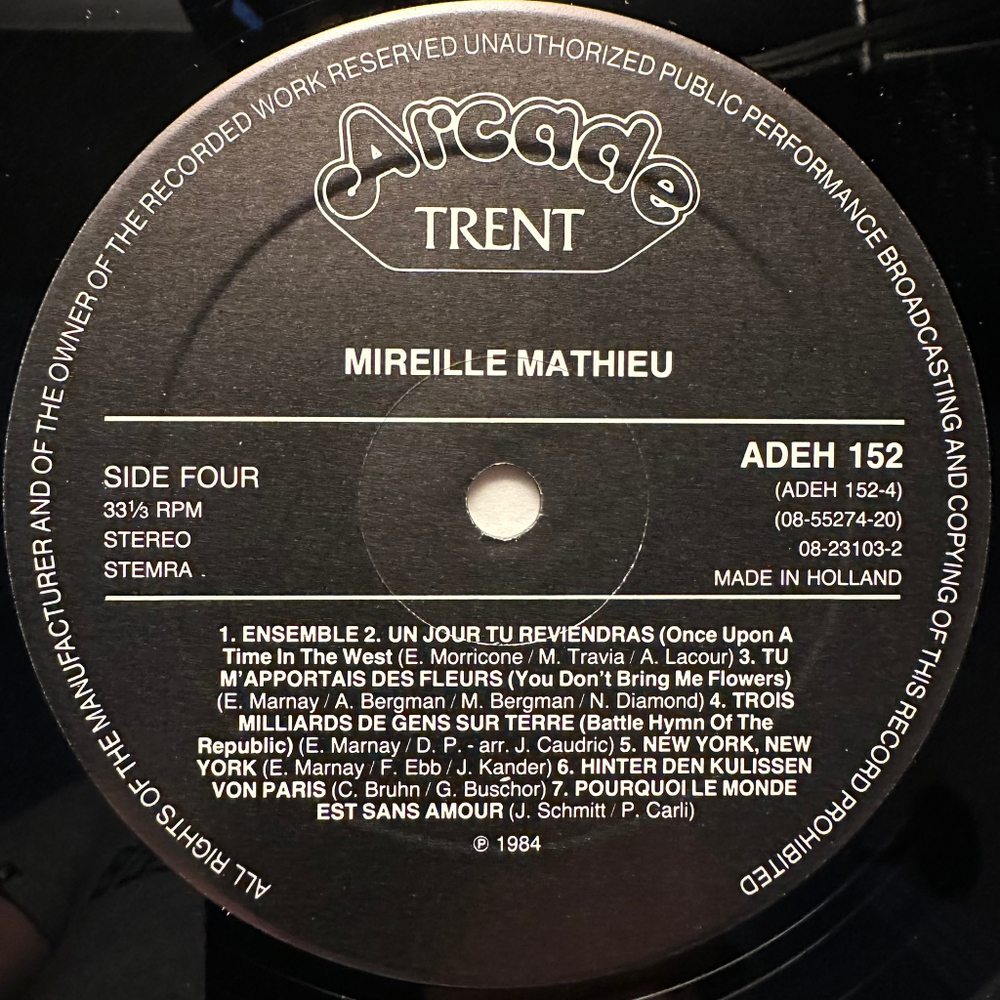 ALL RIGHTS OF THE MANUFACTURER AND OF THE OWNER OF THE RECORDED WORK RESERVED UNAUTHORIZED PUBLIC PERFORMANCE BROADCASTING AND COPYING OF THIS RECORD PROHIBITED
Arcade
TRENT
MIREILLE MATHIEU
SIDE FOUR
33⅓ RPM
STEREO
STEMRA
ADEH 152
(ADEH 152-4)
(08-55274-20)
08-23103-2
MADE IN HOLLAND
1. ENSEMBLE 2. UN JOUR TU REVIENDRAS (Once Upon A
Time In The West (E. Morricone / M. Travia / A. Lacour) 3. TU
M'APPORTAIS DES FLEURS (You Don't Bring Me Flowers)
(E. Marnay / A. Bergman / M. Bergman / N. Diamond) 4. TROIS
MILLIARDS DE GENS SUR TERRE (Battle Hymn Of The
Republic) (E. Marnay / D. P. - arr. J. Caudric) 5. NEW YORK, NEW
YORK (E. Marnay / F. Ebb / J. Kander) 6. HINTER DEN KULISSEN
VON PARIS (C. Bruhn / G. Buschor) 7. POURQUOI LE MONDE
EST SANS AMOUR (J. Schmitt / P. Carli)
℗ 1984